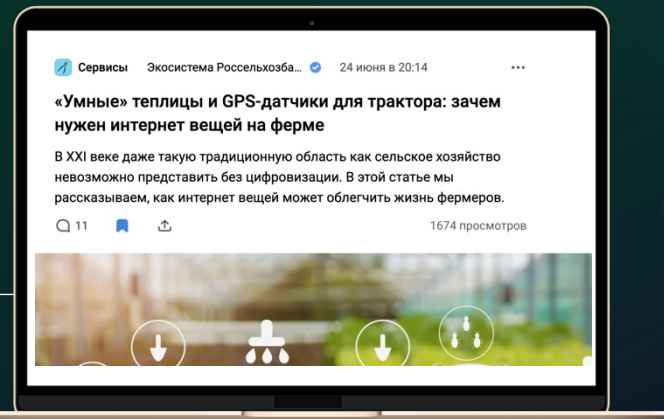 Сервисы Экосистема Россельхозба... 24 июня в 20:14
«Умные» теплицы и GPS-датчики для трактора: зачем
нужен интернет вещей на ферме
В XXI веке даже такую традиционную область как сельское хозяйство
невозможно представить без цифровизации. В этой статье мы
рассказываем, как интернет вещей может облегчить жизнь фермеров.
11 1674 просмотров